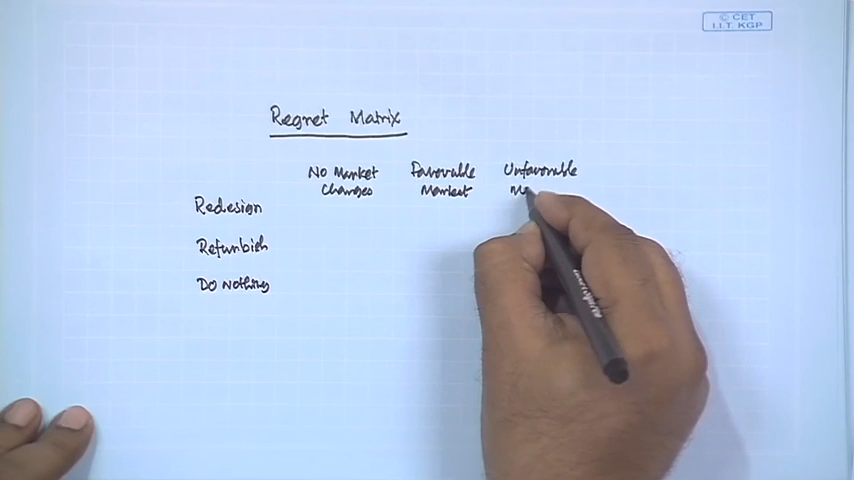 © CET
I.I.T. KGP
Regret Matrix
No Market Favorable Unfavorable
Changes Market
Redesign
Refurbish
Do Nothing